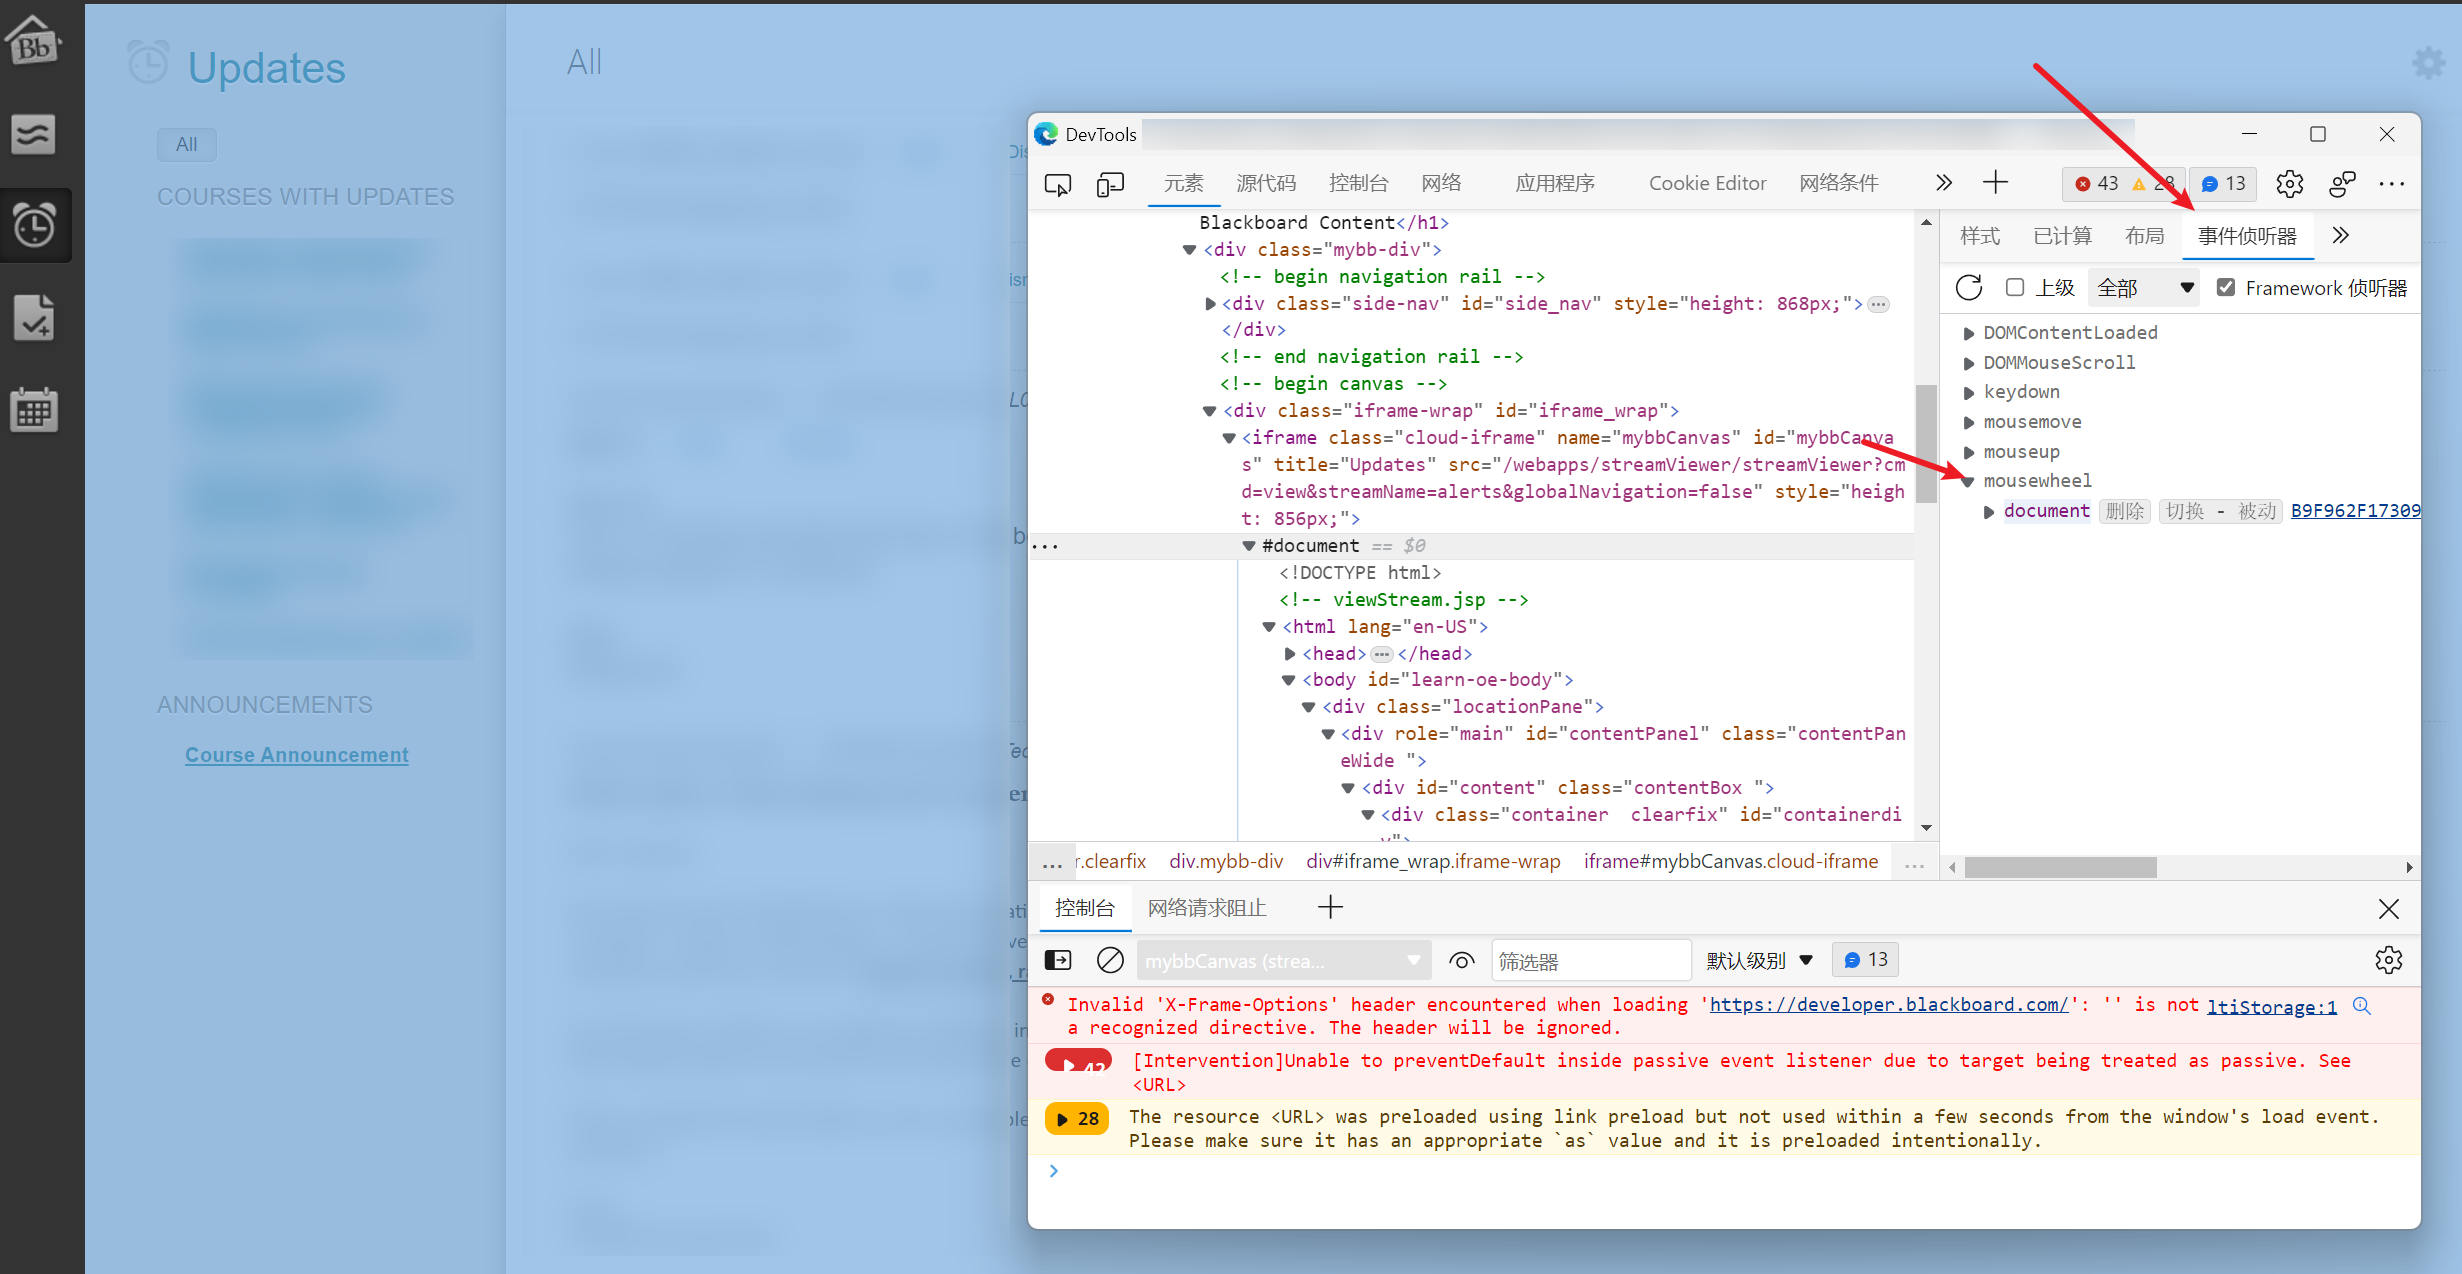 Bb
Updates
All
All
COURSES WITH UPDATES
ANNOUNCEMENTS
Course Announcement
DevTools
元素 源代码 控制台 网络 应用程序 Cookie Editor 网络条件
43 28 13
Blackboard Content</h1>
<div class="mybb-div">
<!-- begin navigation rail -->
<div class="side-nav" id="side_nav" style="height: 868px;">
</div>
<!-- end navigation rail -->
<!-- begin canvas -->
<div class="iframe-wrap" id="iframe_wrap">
<iframe class="cloud-iframe" name="mybbCanvas" id="mybbCanva
s" title="Updates" src="/webapps/streamViewer/streamViewer?cm
d=view&streamName=alerts&globalNavigation=false" style="heigh
t: 856px;">
#document == $0
<!DOCTYPE html>
<!-- viewStream.jsp -->
<html lang="en-US">
<head> </head>
<body id="learn-oe-body">
<div class="locationPane">
<div role="main" id="contentPanel" class="contentPan
eWide ">
<div id="content" class="contentBox ">
<div class="container  clearfix" id="containerdi
v">
... r.clearfix div.mybb-div div#iframe_wrap.iframe-wrap iframe#mybbCanvas.cloud-iframe ...
样式 已计算 布局 事件侦听器
上级 全部 Framework 侦听器
DOMContentLoaded
DOMMouseScroll
keydown
mousemove
mouseup
mousewheel
document 删除 切换 - 被动 B9F962F17309
控制台 网络请求阻止
mybbCanvas (strea... 筛选器 默认级别 13
Invalid 'X-Frame-Options' header encountered when loading 'https://developer.blackboard.com/': '' is not ltiStorage:1
a recognized directive. The header will be ignored.
42 [Intervention]Unable to preventDefault inside passive event listener due to target being treated as passive. See
<URL>
28 The resource <URL> was preloaded using link preload but not used within a few seconds from the window's load event.
Please make sure it has an appropriate `as` value and it is preloaded intentionally.